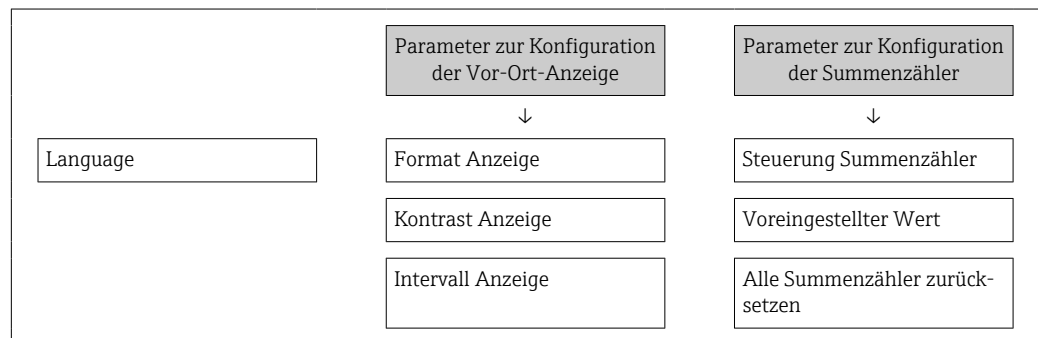 Parameter zur Konfiguration
der Vor-Ort-Anzeige
Parameter zur Konfiguration
der Summenzähler
↓
↓
Language
Format Anzeige
Steuerung Summenzähler
Kontrast Anzeige
Voreingestellter Wert
Intervall Anzeige
Alle Summenzähler zurück-
setzen